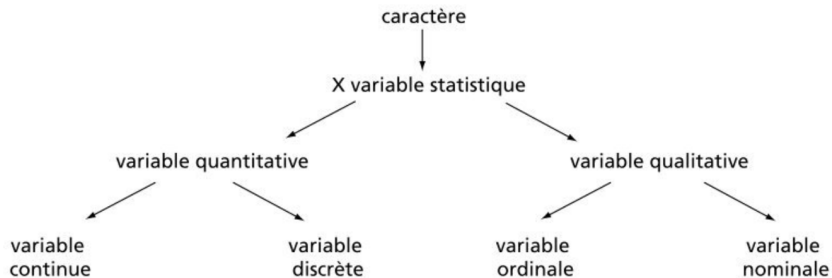 caractère
X variable statistique
variable quantitative
variable qualitative
variable continue
variable discrète
variable ordinale
variable nominale